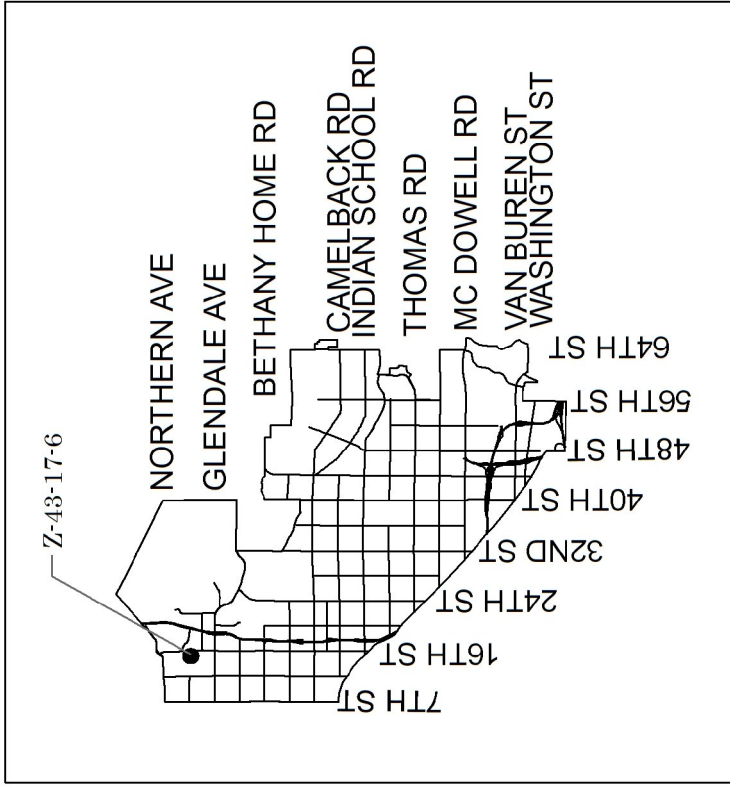 Z-43-17-6
NORTHERN AVE
GLENDALE AVE
BETHANY HOME RD
CAMELBACK RD
INDIAN SCHOOL RD
THOMAS RD
MC DOWELL RD
VAN BUREN ST
WASHINGTON ST
7TH ST
16TH ST
24TH ST
32ND ST
40TH ST
48TH ST
56TH ST
64TH ST